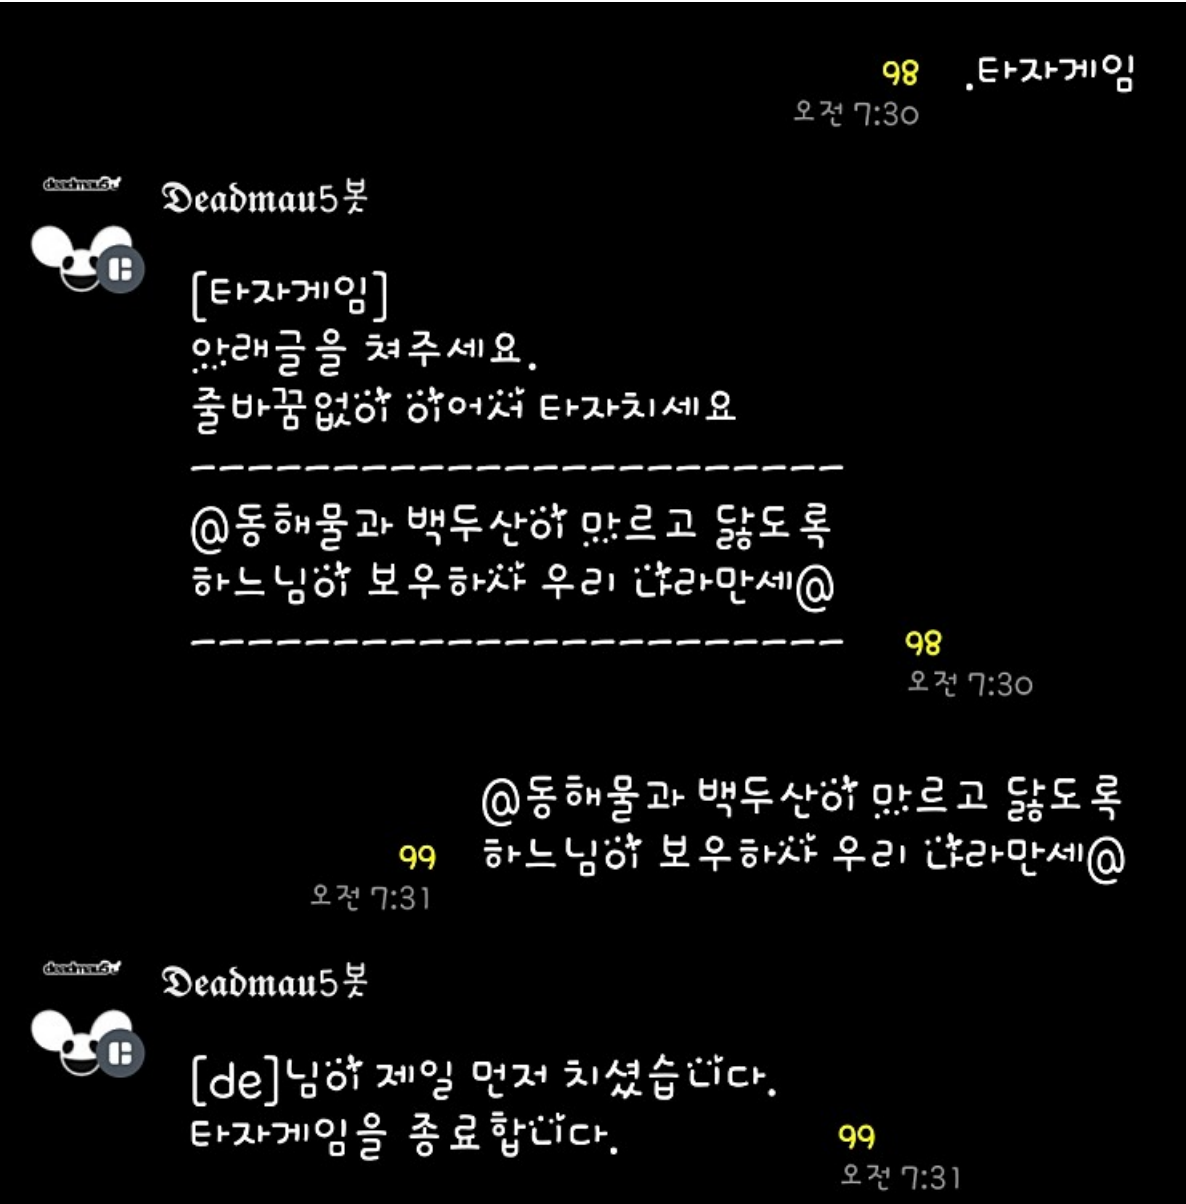 .타자게임
98
오전 7:30
deadmau5
𝕯𝖊𝖆𝖉𝖒𝖆𝖚5봇
[타자게임]
아래글을 쳐주세요.
줄바꿈없이 이어서 타자치세요
-----------------------
@동해물과 백두산이 마르고 닳도록
하느님이 보우하사 우리 나라만세@
-----------------------
98
오전 7:30
@동해물과 백두산이 마르고 닳도록
하느님이 보우하사 우리 나라만세@
99
오전 7:31
deadmau5
𝕯𝖊𝖆𝖉𝖒𝖆𝖚5봇
[de]님이 제일 먼저 치셨습니다.
타자게임을 종료합니다.
99
오전 7:31